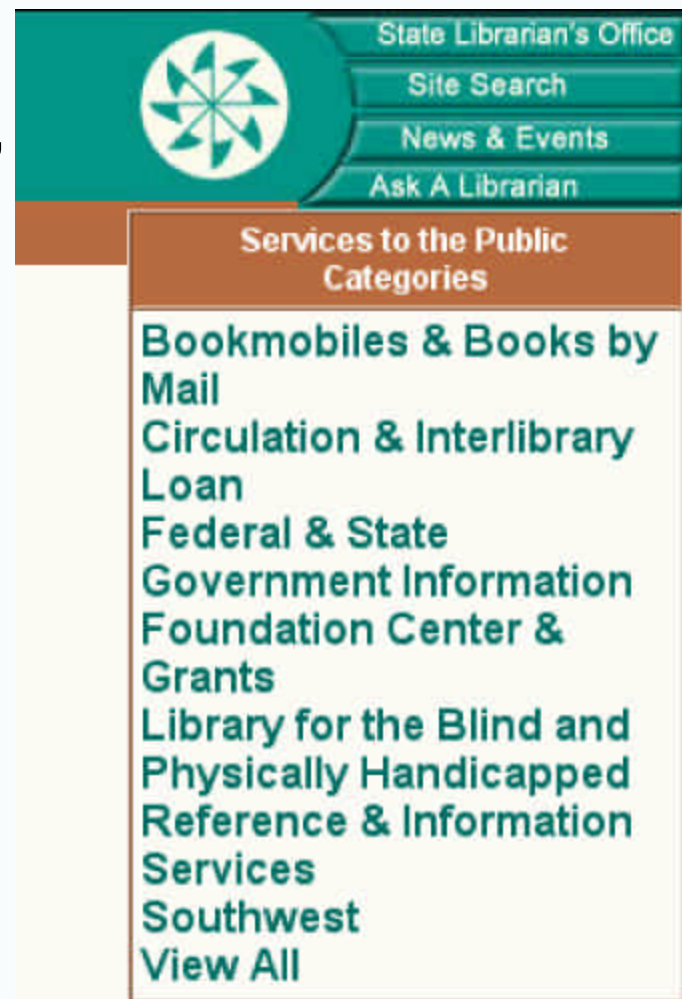 State Librarian's Office
Site Search
News & Events
Ask A Librarian
Services to the Public
Categories
Bookmobiles & Books by
Mail
Circulation & Interlibrary
Loan
Federal & State
Government Information
Foundation Center &
Grants
Library for the Blind and
Physically Handicapped
Reference & Information
Services
Southwest
View All